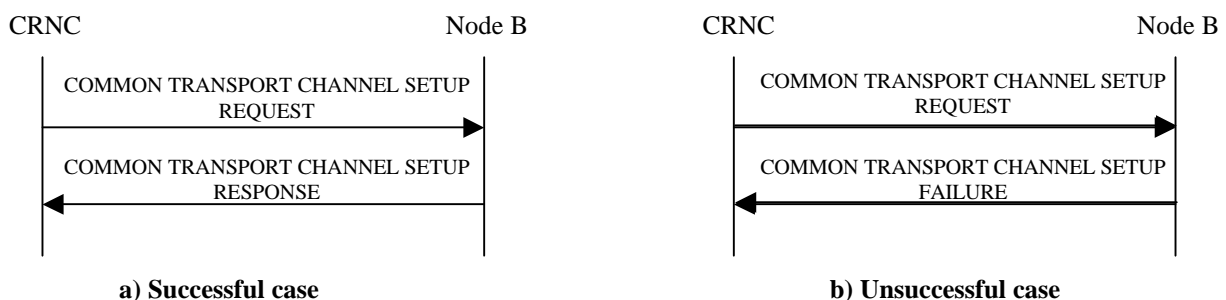 CRNC
Node B
COMMON TRANSPORT CHANNEL SETUP
REQUEST
COMMON TRANSPORT CHANNEL SETUP
RESPONSE
a) Successful case
CRNC
Node B
COMMON TRANSPORT CHANNEL SETUP
REQUEST
COMMON TRANSPORT CHANNEL SETUP
FAILURE
b) Unsuccessful case